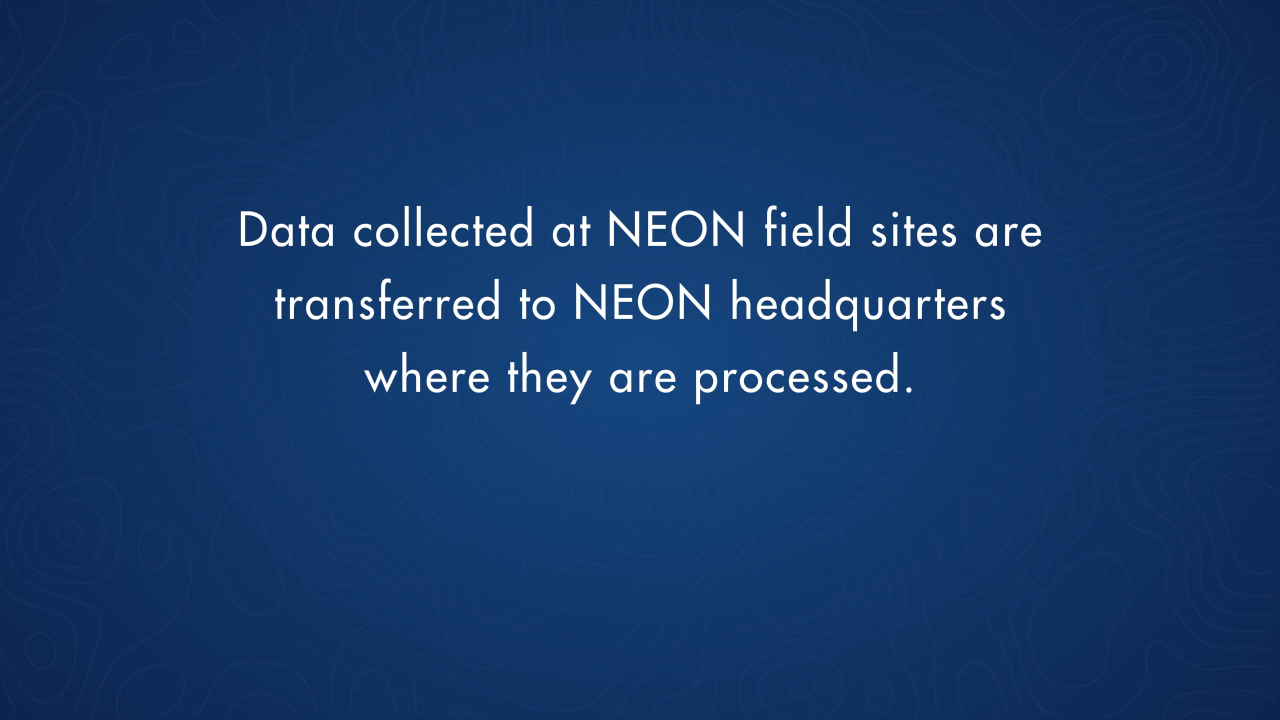 Data collected at NEON field sites are
transferred to NEON headquarters
where they are processed.